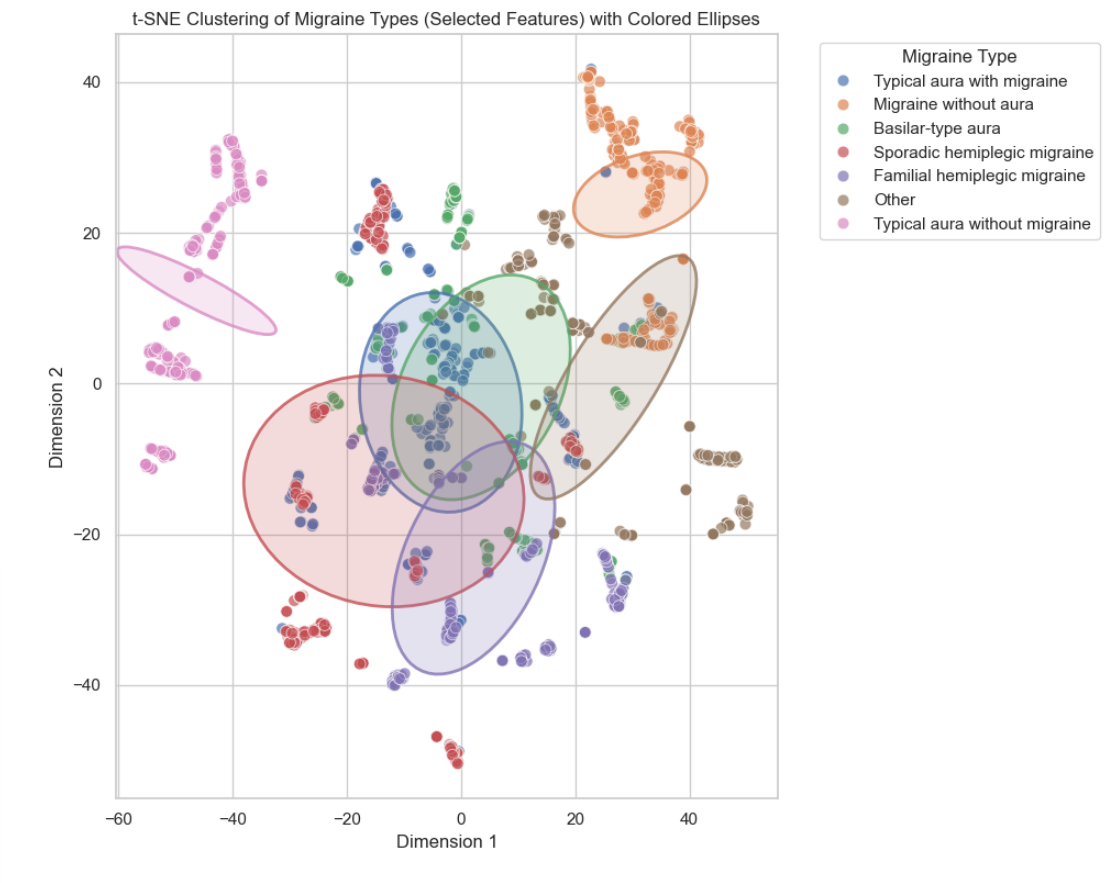 t-SNE Clustering of Migraine Types (Selected Features) with Colored Ellipses
Migraine Type
Typical aura with migraine
Migraine without aura
Basilar-type aura
Sporadic hemiplegic migraine
Familial hemiplegic migraine
Other
Typical aura without migraine
40
20
0
−20
−40
Dimension 2
−60 −40 −20 0 20 40
Dimension 1